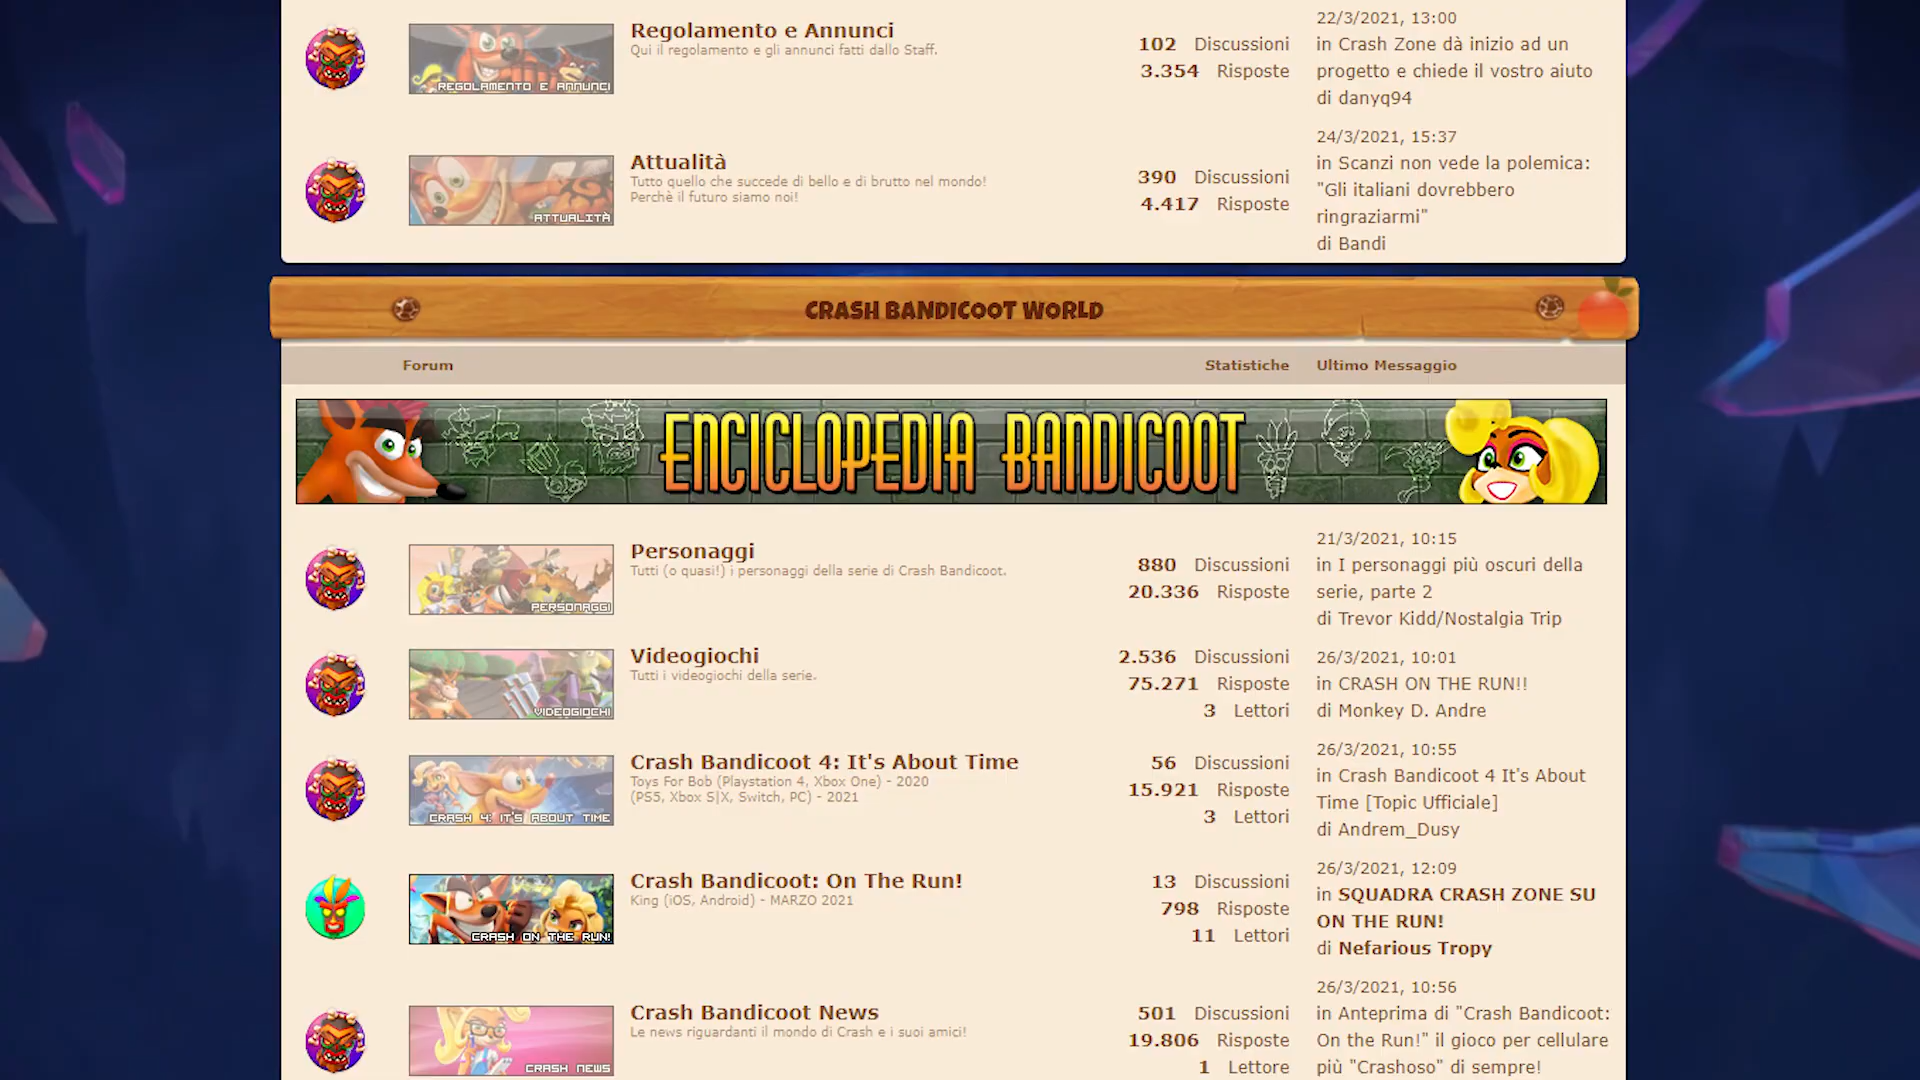 Regolamento e Annunci
Qui il regolamento e gli annunci fatti dallo Staff.
REGOLAMENTO E ANNUNCI
102 Discussioni
3.354 Risposte
22/3/2021, 13:00
in Crash Zone dà inizio ad un
progetto e chiede il vostro aiuto
di danyq94
Attualità
Tutto quello che succede di bello e di brutto nel mondo!
Perchè il futuro siamo noi!
ATTUALITÀ
390 Discussioni
4.417 Risposte
24/3/2021, 15:37
in Scanzi non vede la polemica:
"Gli italiani dovrebbero
ringraziarmi"
di Bandi
CRASH BANDICOOT WORLD
Forum Statistiche Ultimo Messaggio
ENCICLOPEDIA BANDICOOT
Personaggi
Tutti (o quasi!) i personaggi della serie di Crash Bandicoot.
PERSONAGGI
880 Discussioni
20.336 Risposte
21/3/2021, 10:15
in I personaggi più oscuri della
serie, parte 2
di Trevor Kidd/Nostalgia Trip
Videogiochi
Tutti i videogiochi della serie.
VIDEOGIOCHI
2.536 Discussioni
75.271 Risposte
3 Lettori
26/3/2021, 10:01
in CRASH ON THE RUN!!
di Monkey D. Andre
Crash Bandicoot 4: It's About Time
Toys For Bob (Playstation 4, Xbox One) - 2020
(PS5, Xbox S|X, Switch, PC) - 2021
CRASH 4: IT'S ABOUT TIME
56 Discussioni
15.921 Risposte
3 Lettori
26/3/2021, 10:55
in Crash Bandicoot 4 It's About
Time [Topic Ufficiale]
di Andrem_Dusy
Crash Bandicoot: On The Run!
King (iOS, Android) - MARZO 2021
CRASH ON THE RUN!
13 Discussioni
798 Risposte
11 Lettori
26/3/2021, 12:09
in SQUADRA CRASH ZONE SU
ON THE RUN!
di Nefarious Tropy
Crash Bandicoot News
Le news riguardanti il mondo di Crash e i suoi amici!
CRASH NEWS
501 Discussioni
19.806 Risposte
1 Lettore
26/3/2021, 10:56
in Anteprima di "Crash Bandicoot:
On the Run!" il gioco per cellulare
più "Crashoso" di sempre!